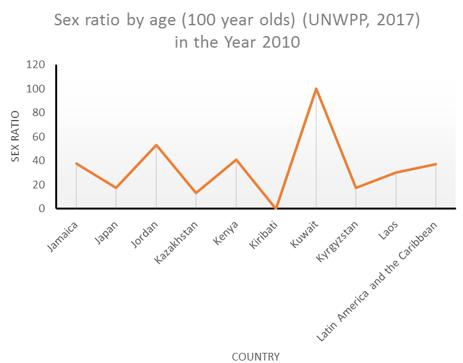 Sex ratio by age (100 year olds) (UNWPP, 2017)
in the Year 2010
120
100
80
60
40
20
0
SEX RATIO
Jamaica
Japan
Jordan
Kazakhstan
Kenya
Kiribati
Kuwait
Kyrgyzstan
Laos
Latin America and the Caribbean
COUNTRY